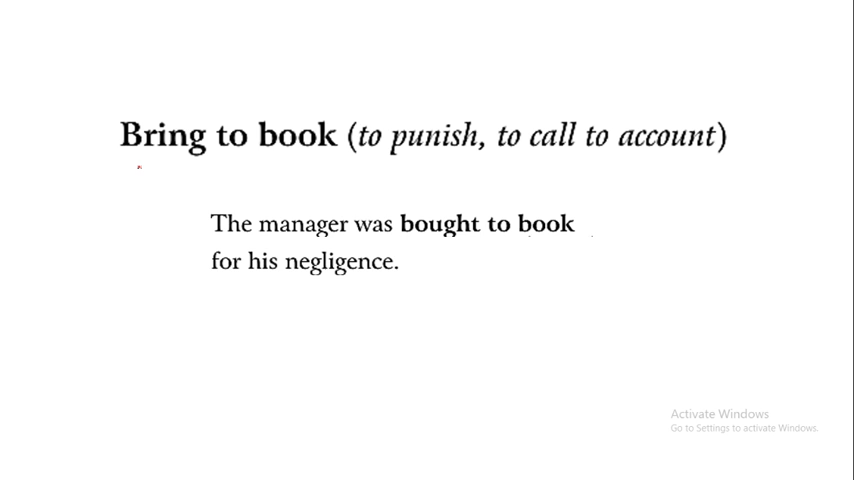 Bring to book (to punish, to call to account)
The manager was bought to book
for his negligence.
Activate Windows
Go to Settings to activate Windows.